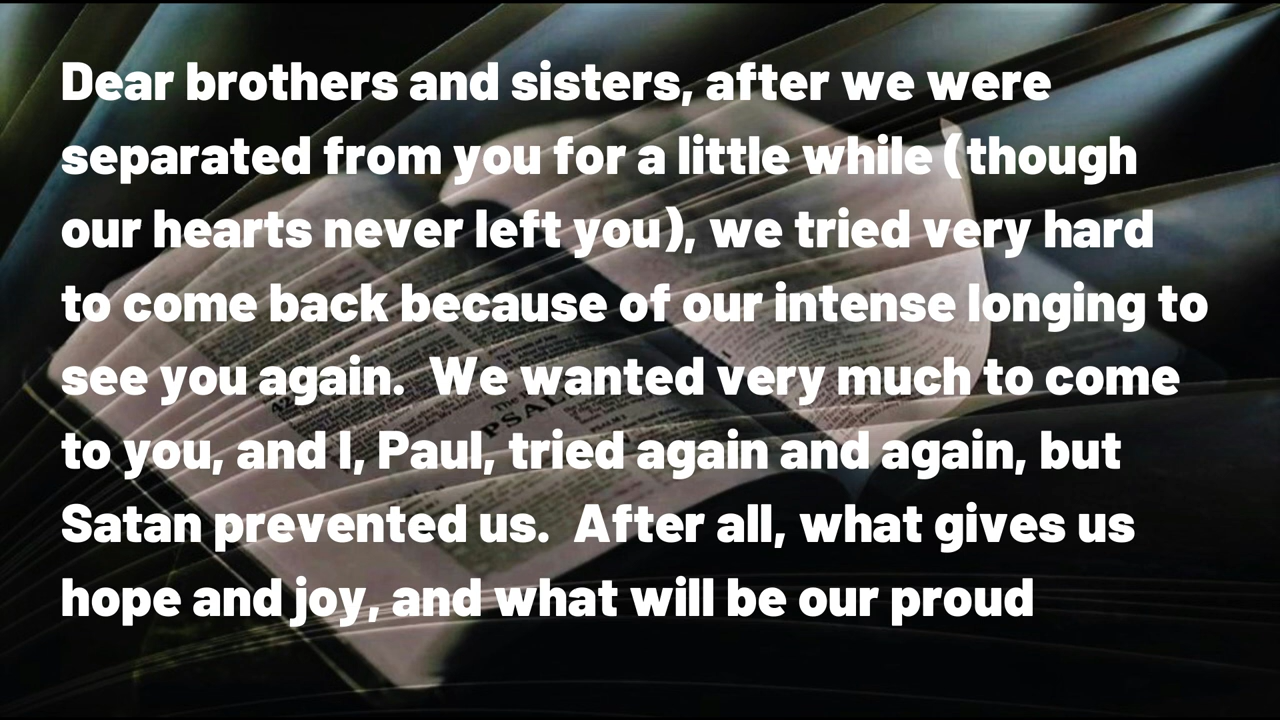 Dear brothers and sisters, after we were
separated from you for a little while (though
our hearts never left you), we tried very hard
to come back because of our intense longing to
see you again.  We wanted very much to come
to you, and I, Paul, tried again and again, but
Satan prevented us.  After all, what gives us
hope and joy, and what will be our proud